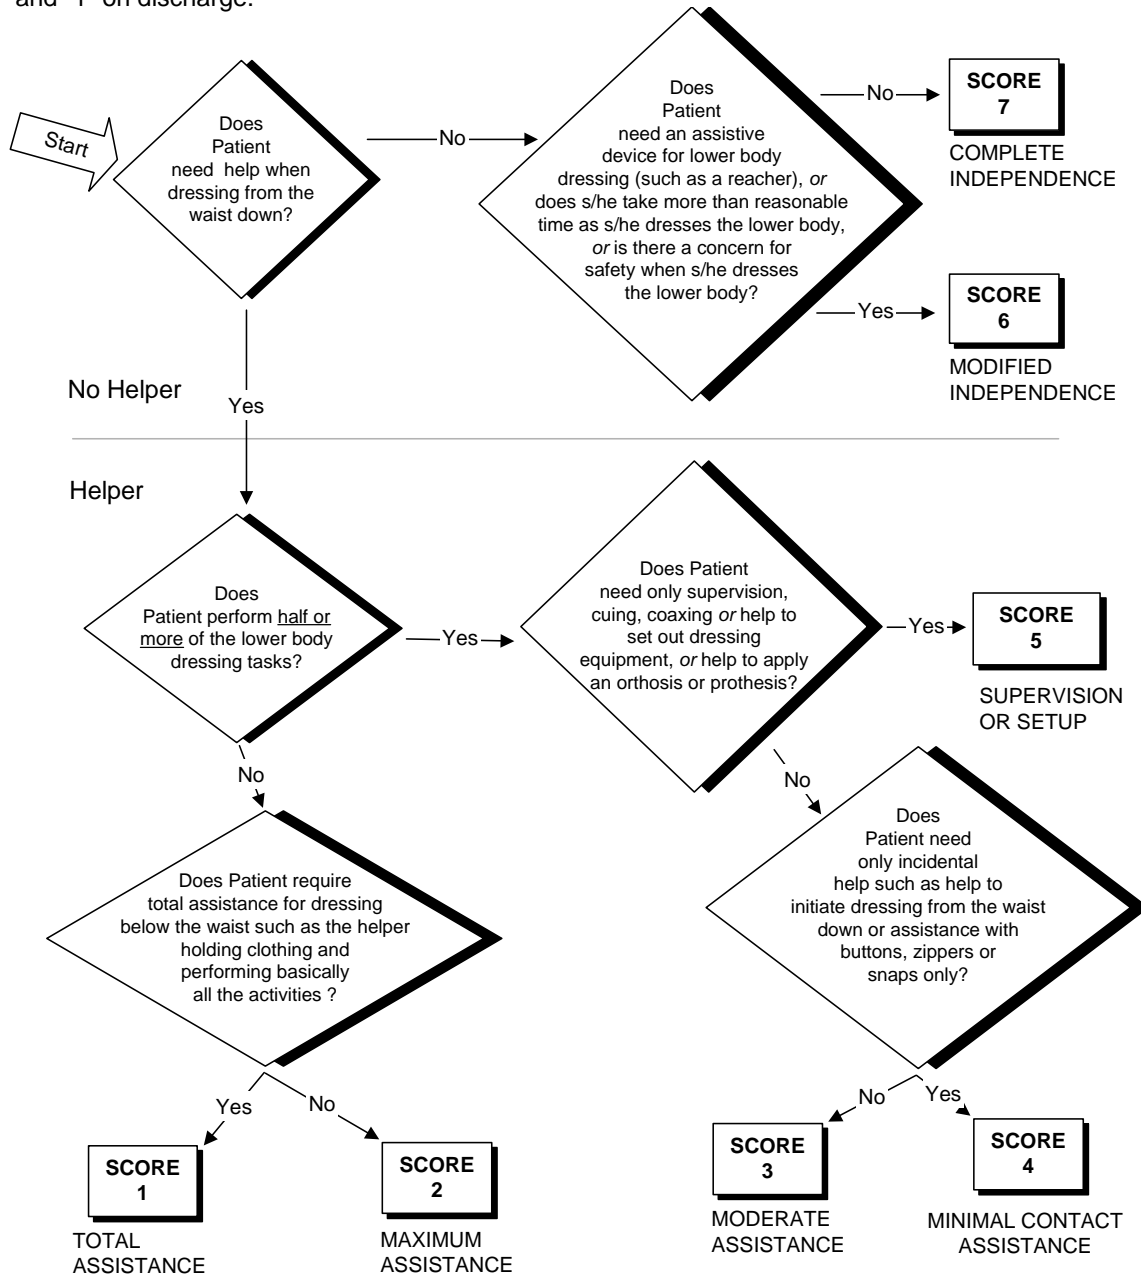 and "1" on discharge.
Start
Does
Patient
need  help when
dressing from the
waist down?
No
Does
Patient
need an assistive
device for lower body
dressing (such as a reacher), or
does s/he take more than reasonable
time as s/he dresses the lower body,
or is there a concern for
safety when s/he dresses
the lower body?
No
SCORE
7
COMPLETE
INDEPENDENCE
Yes
SCORE
6
MODIFIED
INDEPENDENCE
No Helper
Yes
Helper
Does
Patient perform half or
more of the lower body
dressing tasks?
Yes
Does Patient
need only supervision,
cuing, coaxing or help to
set out dressing
equipment, or help to apply
an orthosis or prothesis?
Yes
SCORE
5
SUPERVISION
OR SETUP
No
No
Does Patient require
total assistance for dressing
below the waist such as the helper
holding clothing and
performing basically
all the activities ?
Does
Patient need
only incidental
help such as help to
initiate dressing from the waist
down or assistance with
buttons, zippers or
snaps only?
Yes
No
No
Yes
SCORE
1
TOTAL
ASSISTANCE
SCORE
2
MAXIMUM
ASSISTANCE
SCORE
3
MODERATE
ASSISTANCE
SCORE
4
MINIMAL CONTACT
ASSISTANCE